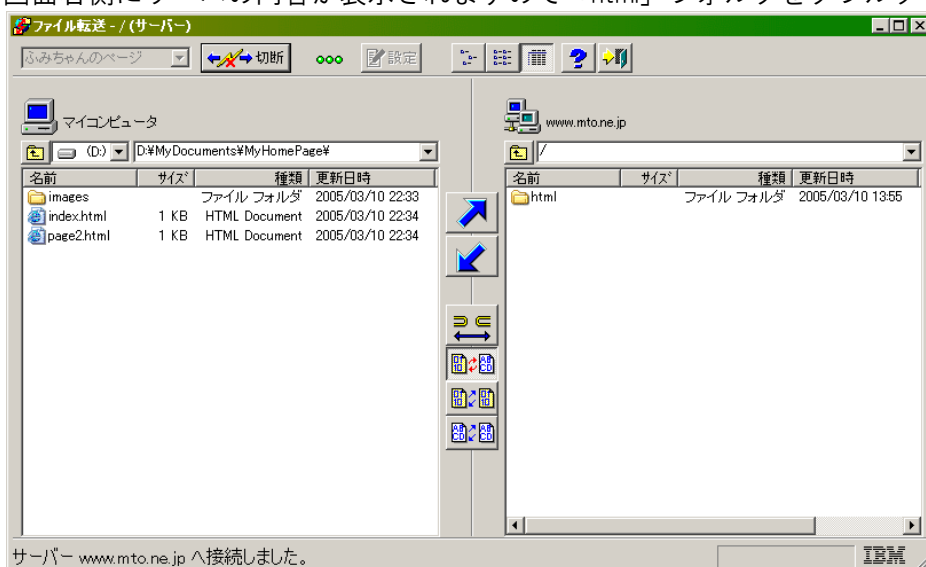 画面右側にサーバの内容が表示されますので「html」フォルダをダブルク
ファイル転送 - / (サーバー)
ふみちゃんのページ 切断 設定
マイコンピュータ
www.mto.ne.jp
(D:) D:¥MyDocuments¥MyHomePage¥
/
名前 サイズ 種類 更新日時
images ファイル フォルダ 2005/03/10 22:33
index.html 1 KB HTML Document 2005/03/10 22:34
page2.html 1 KB HTML Document 2005/03/10 22:34
名前 サイズ 種類 更新日時
html ファイル フォルダ 2005/03/10 13:55
サーバー www.mto.ne.jp へ接続しました。
IBM